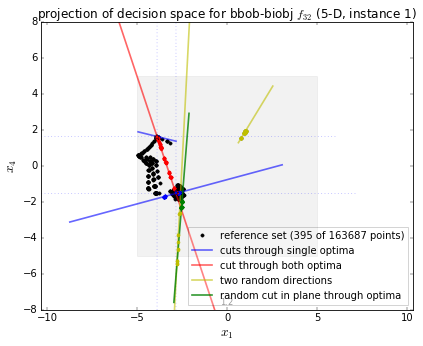 projection of decision space for bbob-biobj f32 (5-D, instance 1)
8
6
4
2
0
−2
−4
−6
−8
x4
reference set (395 of 163687 points)
cuts through single optima
cut through both optima
two random directions
random cut in plane through optima
−10
−5
0
5
10
x1